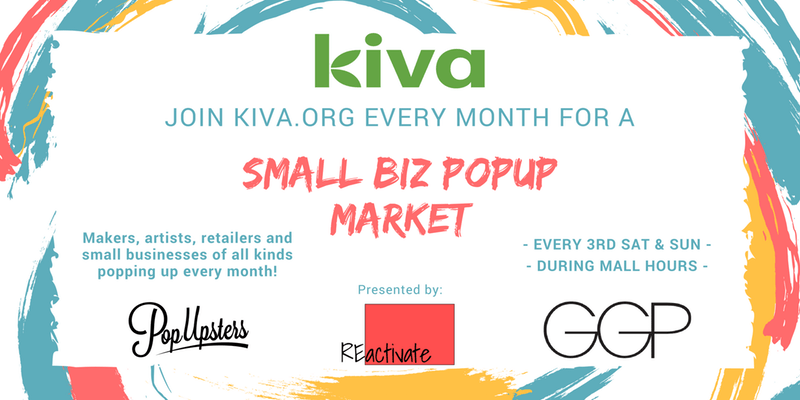 kiva
JOIN KIVA.ORG EVERY MONTH FOR A
SMALL BIZ POPUP
MARKET
Makers, artists, retailers and
small businesses of all kinds
popping up every month!
- EVERY 3RD SAT & SUN -
- DURING MALL HOURS -
Presented by:
PopUpsters
REactivate
GGP